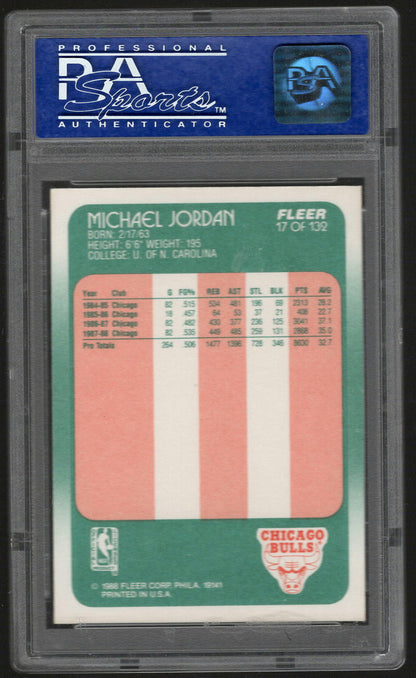 PROFESSIONAL
PSA
Sports™
AUTHENTICATOR
PSA
MICHAEL JORDAN
BORN: 2/17/63
HEIGHT: 6'6" WEIGHT: 195
COLLEGE: U. OF N. CAROLINA
FLEER
17 OF 132
Year Club G FG% REB AST STL BLK PTS AVG
1984-85 Chicago 82 .515 534 481 196 69 2313 28.2
1985-86 Chicago 18 .457 64 53 37 21 408 22.7
1986-87 Chicago 82 .482 430 377 236 125 3041 37.1
1987-88 Chicago 82 .535 449 485 259 131 2868 35.0
Pro Totals 264 .506 1477 1396 728 346 8630 32.7
CHICAGO
BULLS
© 1988 FLEER CORP. PHILA. 19141
PRINTED IN U.S.A.